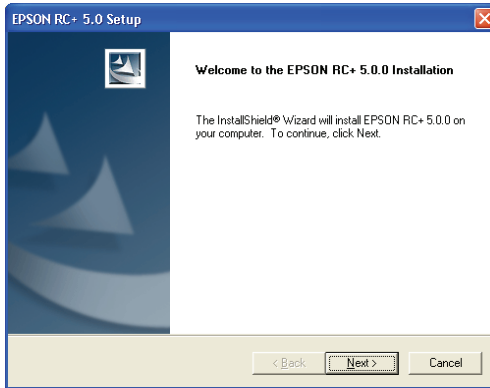 EPSON RC+ 5.0 Setup
Welcome to the EPSON RC+ 5.0.0 Installation
The InstallShield® Wizard will install EPSON RC+ 5.0.0 on
your computer. To continue, click Next.
< Back Next > Cancel